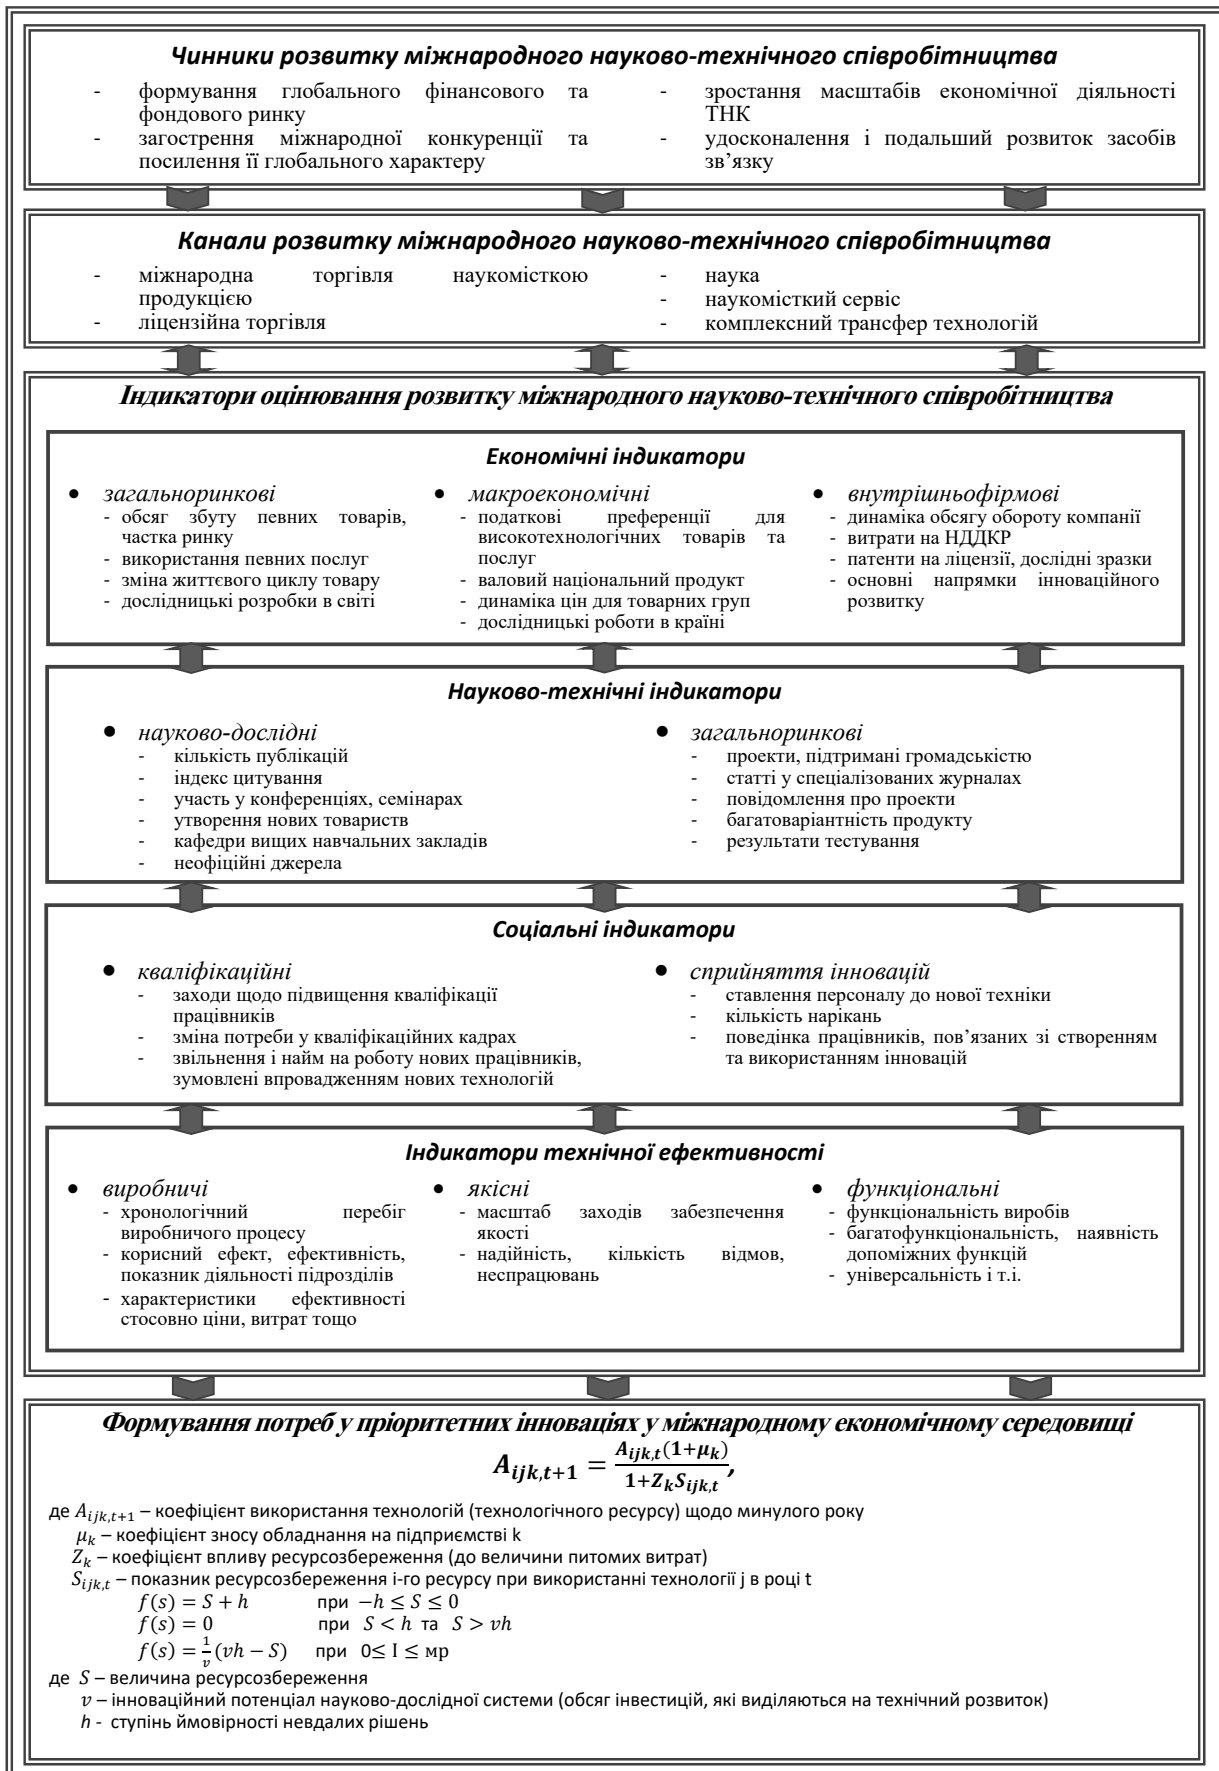 Чинники розвитку міжнародного науково-технічного співробітництва
- формування глобального фінансового та
фондового ринку
- загострення міжнародної конкуренції та
посилення її глобального характеру
- зростання масштабів економічної діяльності
ТНК
- удосконалення і подальший розвиток засобів
зв’язку
Канали розвитку міжнародного науково-технічного співробітництва
- міжнародна торгівля наукомісткою
продукцією
- ліцензійна торгівля
- наука
- наукомісткий сервіс
- комплексний трансфер технологій
Індикатори оцінювання розвитку міжнародного науково-технічного співробітництва
Економічні індикатори
• загальноринкові
- обсяг збуту певних товарів,
частка ринку
- використання певних послуг
- зміна життєвого циклу товару
- дослідницькі розробки в світі
• макроекономічні
- податкові преференції для
високотехнологічних товарів та
послуг
- валовий національний продукт
- динаміка цін для товарних груп
- дослідницькі роботи в країні
• внутрішньофірмові
- динаміка обсягу обороту компанії
- витрати на НДДКР
- патенти на ліцензії, дослідні зразки
- основні напрямки інноваційного
розвитку
Науково-технічні індикатори
• науково-дослідні
- кількість публікацій
- індекс цитування
- участь у конференціях, семінарах
- утворення нових товариств
- кафедри вищих навчальних закладів
- неофіційні джерела
• загальноринкові
- проекти, підтримані громадськістю
- статті у спеціалізованих журналах
- повідомлення про проекти
- багатоваріантність продукту
- результати тестування
Соціальні індикатори
• кваліфікаційні
- заходи щодо підвищення кваліфікації
працівників
- зміна потреби у кваліфікаційних кадрах
- звільнення і найм на роботу нових працівників,
зумовлені впровадженням нових технологій
• сприйняття інновацій
- ставлення персоналу до нової техніки
- кількість нарікань
- поведінка працівників, пов’язаних зі створенням
та використанням інновацій
Індикатори технічної ефективності
• виробничі
- хронологічний перебіг
виробничого процесу
- корисний ефект, ефективність,
показник діяльності підрозділів
- характеристики ефективності
стосовно ціни, витрат тощо
• якісні
- масштаб заходів забезпечення
якості
- надійність, кількість відмов,
неспрацювань
• функціональні
- функціональність виробів
- багатофункціональність, наявність
допоміжних функцій
- універсальність і т.і.
Формування потреб у пріоритетних інноваціях у міжнародному економічному середовищі
A_{ijk,t+1} = \frac{A_{ijk,t}(1+μ_k)}{1+Z_k S_{ijk,t}},
де A_{ijk,t+1} – коефіцієнт використання технологій (технологічного ресурсу) щодо минулого року
μ_k – коефіцієнт зносу обладнання на підприємстві k
Z_k – коефіцієнт впливу ресурсозбереження (до величини питомих витрат)
S_{ijk,t} – показник ресурсозбереження i-го ресурсу при використанні технології j в році t
f(s) = S + h при −h ≤ S ≤ 0
f(s) = 0 при S < h та S > vh
f(s) = \frac{1}{v}(vh − S) при 0≤ I ≤ мр
де S – величина ресурсозбереження
v – інноваційний потенціал науково-дослідної системи (обсяг інвестицій, які виділяються на технічний розвиток)
h - ступінь ймовірності невдалих рішень